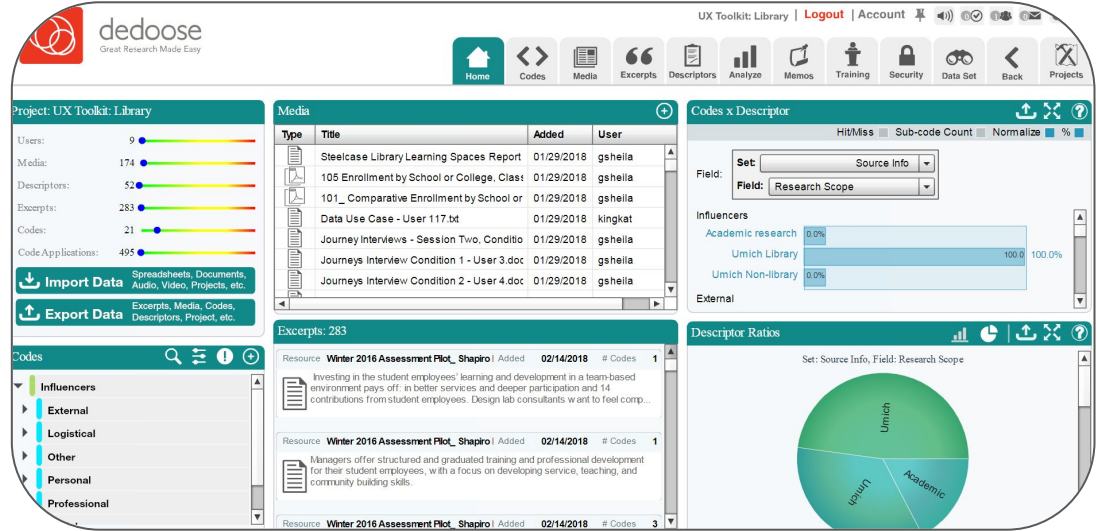 dedoose
Great Research Made Easy
UX Toolkit: Library | Logout | Account
Home
Codes
Media
Excerpts
Descriptors
Analyze
Memos
Training
Security
Data Set
Back
Projects
Project: UX Toolkit: Library
Users: 9
Media: 174
Descriptors: 52
Excerpts: 283
Codes: 21
Code Applications: 495
Import Data Spreadsheets, Documents,
Audio, Video, Projects, etc.
Export Data Excerpts, Media, Codes,
Descriptors, Project, etc.
Codes
Influencers
External
Logistical
Other
Personal
Professional
Media
Type Title Added User
Steelcase Library Learning Spaces Report 01/29/2018 gsheila
105 Enrollment by School or College, Class 01/29/2018 gsheila
101_ Comparative Enrollment by School or 01/29/2018 gsheila
Data Use Case - User 117.txt 01/29/2018 kingkat
Journey Interviews - Session Two, Conditio 01/29/2018 gsheila
Journeys Interview Condition 1 - User 3.doc 01/29/2018 gsheila
Journeys Interview Condition 2 - User 4.doc 01/29/2018 gsheila
Excerpts: 283
Resource Winter 2016 Assessment Pilot_ Shapiro | Added 02/14/2018 # Codes 1
Investing in the student employees' learning and development in a team-based
environment pays off: in better services and deeper participation and 14
contributions from student employees. Design lab consultants want to feel comp...
Resource Winter 2016 Assessment Pilot_ Shapiro | Added 02/14/2018 # Codes 1
Managers offer structured and graduated training and professional development
for their student employees, with a focus on developing service, teaching, and
community building skills.
Resource Winter 2016 Assessment Pilot_ Shapiro | Added 02/14/2018 # Codes 3
Codes x Descriptor
Hit/Miss Sub-code Count Normalize %
Field:
Set: Source Info
Field: Research Scope
Influencers
Academic research 0.0%
Umich Library 100.0 100.0%
Umich Non-library 0.0%
External
Descriptor Ratios
Set: Source Info, Field: Research Scope
Umich
Academic
Umich